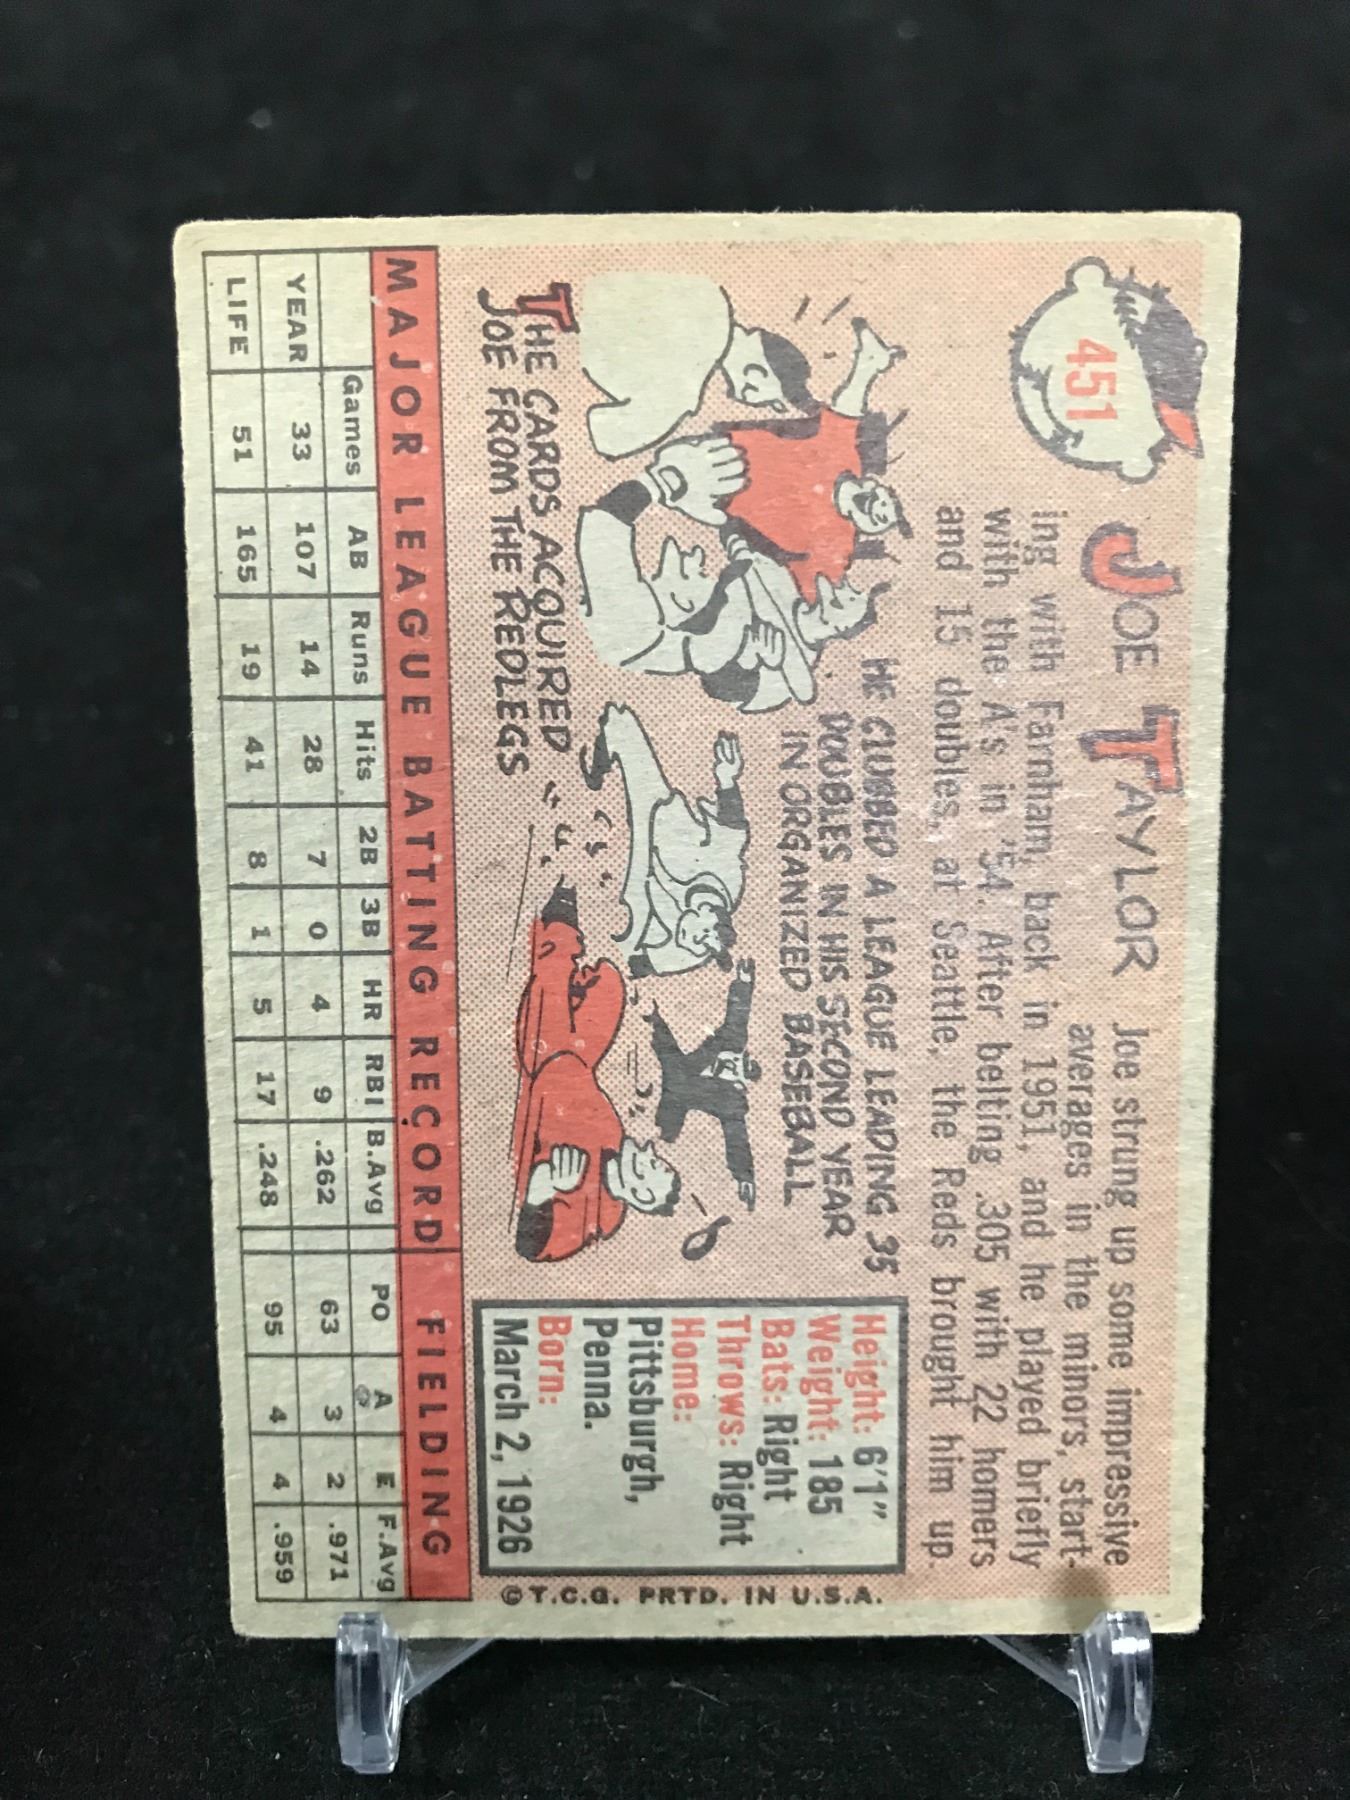 451
JOE TAYLOR
Joe strung up some impressive
averages in the minors, start-
ing with Farnham, back in 1951, and he played briefly
with the A's in '54. After belting .305 with 22 homers
and 15 doubles, at Seattle, the Reds brought him up.
HE CLUBBED A LEAGUE LEADING 35
DOUBLES IN HIS SECOND YEAR
IN ORGANIZED BASEBALL
THE CARDS ACQUIRED
JOE FROM THE REDLEGS
Height: 6'1"
Weight: 185
Bats: Right
Throws: Right
Home:
Pittsburgh,
Penna.
Born:
March 2, 1926
© T.C.G. PRTD. IN U.S.A.
MAJOR LEAGUE BATTING RECORD FIELDING
Games AB Runs Hits 2B 3B HR RBI B.Avg PO A E F.Avg
YEAR 33 107 14 28 7 0 4 9 .262 63 3 2 .971
LIFE 51 165 19 41 8 1 5 17 .248 95 4 4 .959